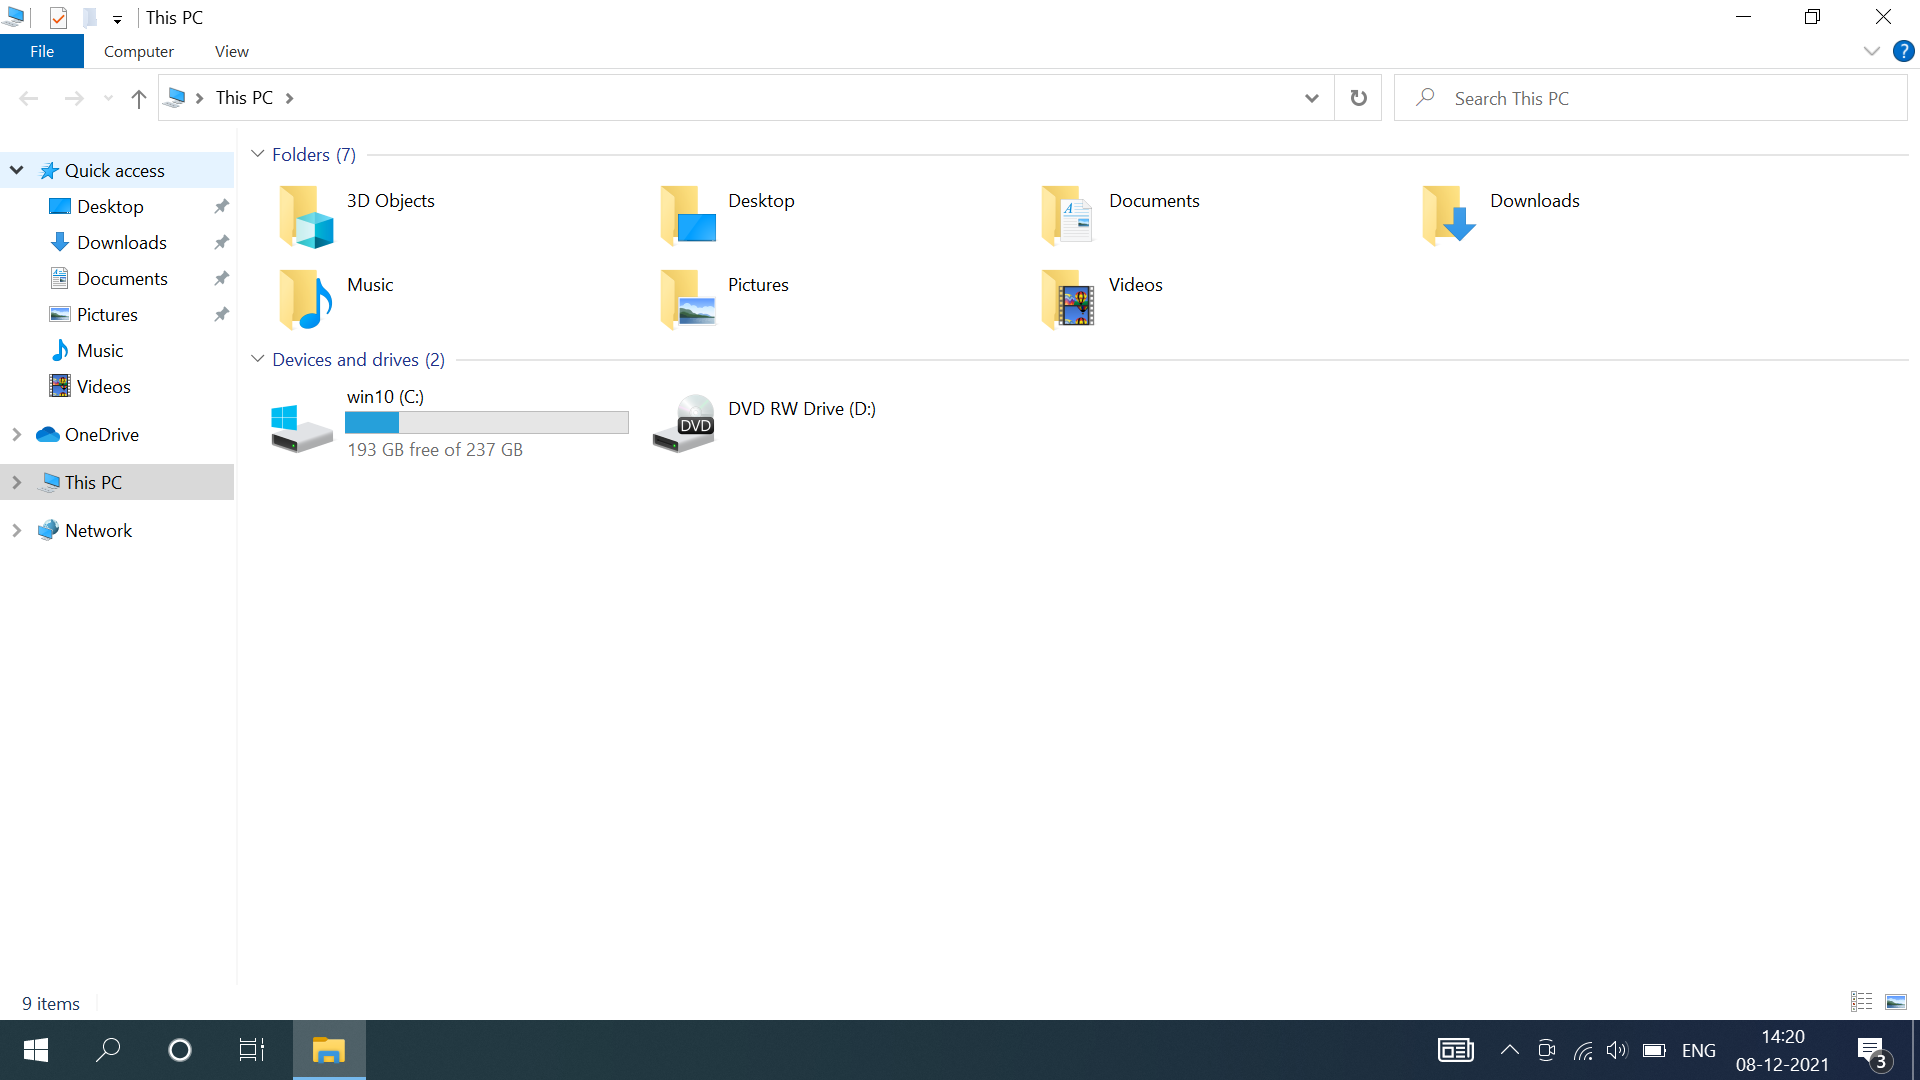 This PC
File Computer View
This PC
Search This PC
Quick access
Desktop
Downloads
Documents
Pictures
Music
Videos
OneDrive
This PC
Network
Folders (7)
3D Objects
Desktop
Documents
Downloads
Music
Pictures
Videos
Devices and drives (2)
win10 (C:)
193 GB free of 237 GB
DVD
DVD RW Drive (D:)
9 items
ENG
14:20
08-12-2021
3